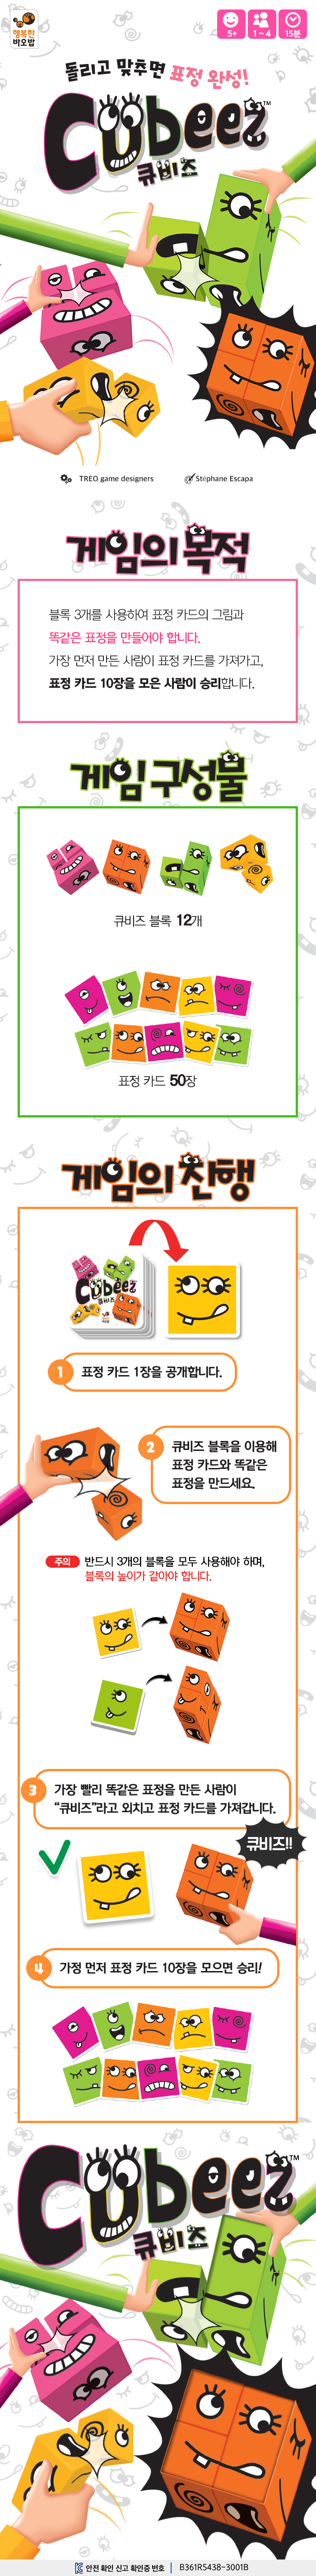 행복한
바오밥
5+
1~4
15분
돌리고 맞추면 표정 완성!
Cubeez™
큐비즈
TREO game designers
Stéphane Escapa
게임의 목적
블록 3개를 사용하여 표정 카드의 그림과
똑같은 표정을 만들어야 합니다.
가장 먼저 만든 사람이 표정 카드를 가져가고,
표정 카드 10장을 모은 사람이 승리합니다.
게임 구성물
큐비즈 블록 12개
표정 카드 50장
게임의 진행
Cubeez
큐비즈
1 표정 카드 1장을 공개합니다.
2 큐비즈 블록을 이용해
표정 카드와 똑같은
표정을 만드세요.
주의 반드시 3개의 블록을 모두 사용해야 하며,
블록의 높이가 같아야 합니다.
3 가장 빨리 똑같은 표정을 만든 사람이
“큐비즈”라고 외치고 표정 카드를 가져갑니다.
큐비즈!!
4 가정 먼저 표정 카드 10장을 모으면 승리!
Cubeez™
큐비즈
안전 확인 신고 확인증 번호 | B361R5438-3001B